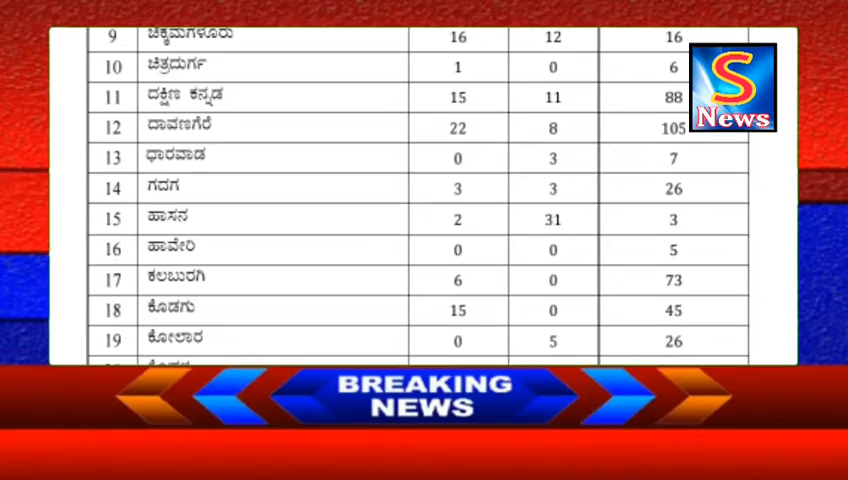 9 ಚಿಕ್ಕಮಗಳೂರು 16 12 16
10 ಚಿತ್ರದುರ್ಗ 1 0 6
11 ದಕ್ಷಿಣ ಕನ್ನಡ 15 11 88
12 ದಾವಣಗೆರೆ 22 8 105
13 ಧಾರವಾಡ 0 3 7
14 ಗದಗ 3 3 26
15 ಹಾಸನ 2 31 3
16 ಹಾವೇರಿ 0 0 5
17 ಕಲಬುರಗಿ 6 0 73
18 ಕೊಡಗು 15 0 45
19 ಕೋಲಾರ 0 5 26
S
News
BREAKING
NEWS